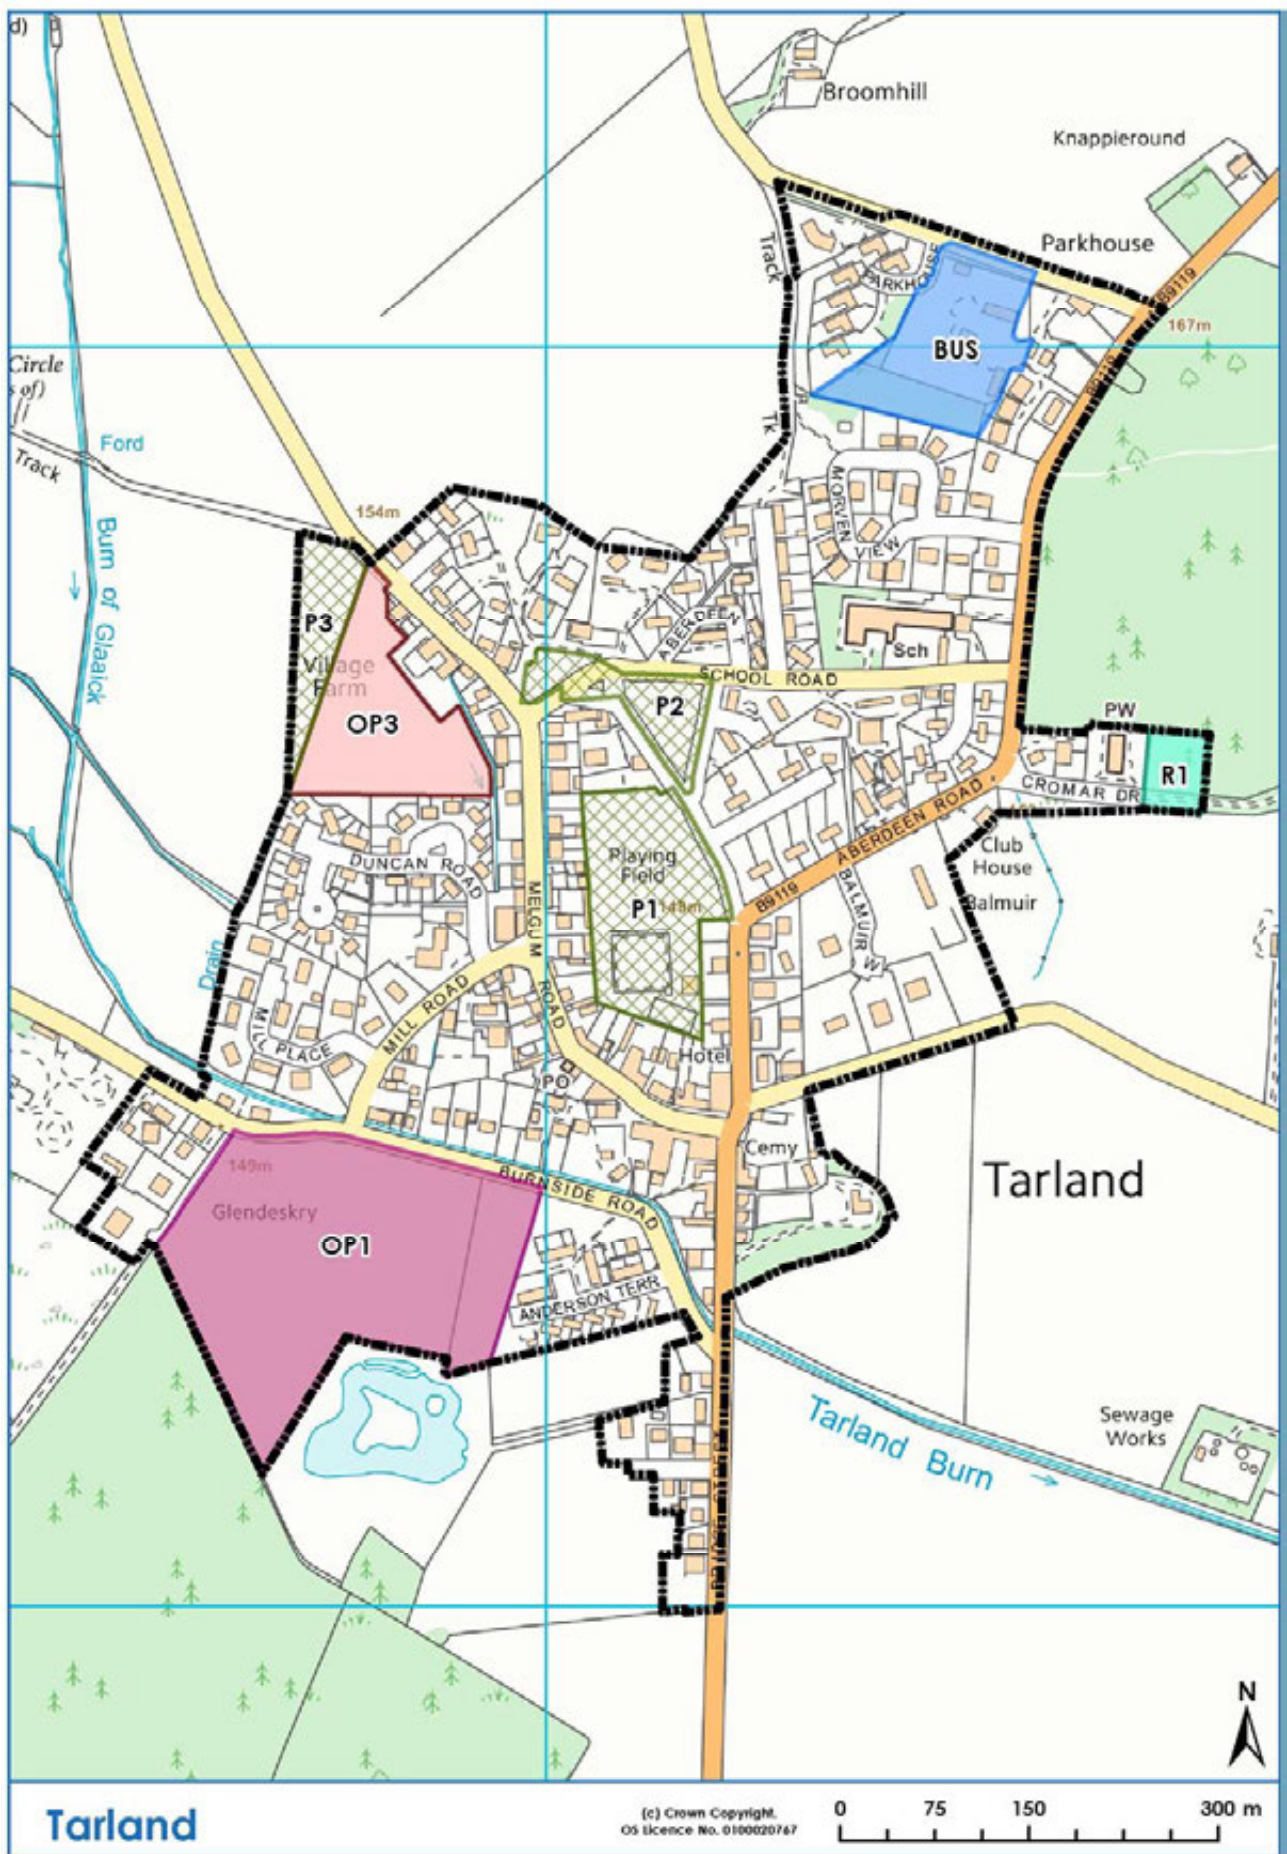 d)
Broomhill
Knappieround
Track
PARKHOUSE
Parkhouse
B9119
167m
BUS
B9119
Circle
s of)
Ford
Track
Tk
154m
MORVEN
VIEW
Burn of Glaaick
P3
Village
Farm
OP3
ABERDEEN
Sch
SCHOOL ROAD
P2
PW
R1
CROMAR DR
ABERDEEN ROAD
Club
House
Balmuir
DUNCAN ROAD
Playing
Field
P1
148m
B9119
BALMUIR W
MELGUM
ROAD
Drain
MILL ROAD
MILL PLACE
Hotel
PO
Cemy
149m
Glendeskry
OP1
BURNSIDE ROAD
Tarland
ANDERSON TERR
Tarland Burn
Sewage
Works
N
Tarland
(c) Crown Copyright.
OS Licence No. 0100020767
0 75 150 300 m